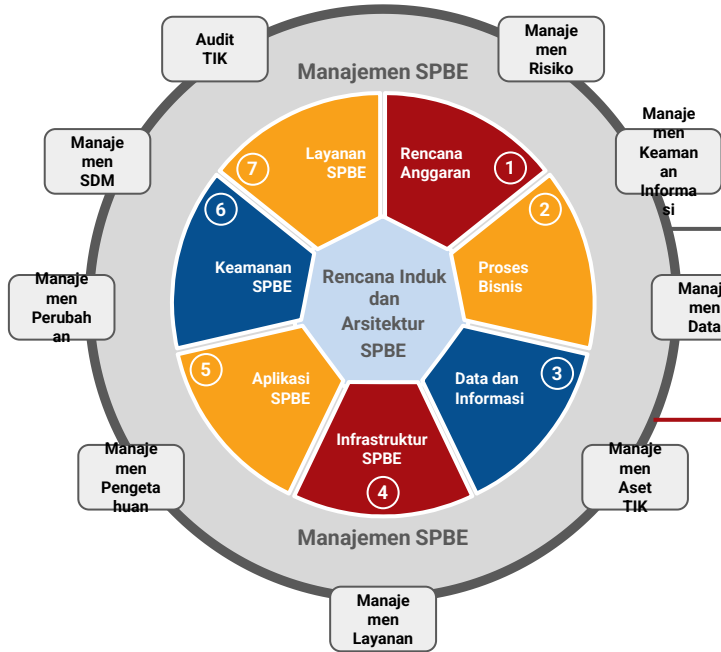 Audit
TIK
Manaje
men
Risiko
Manajemen SPBE
Manaje
men
SDM
Manaje
men
Keaman
an
Informa
si
7
Layanan
SPBE
Rencana
Anggaran
1
6
2
Keamanan
SPBE
Proses
Bisnis
Rencana Induk
dan
Arsitektur
SPBE
Manaje
men
Perubah
an
Manaj
men
Data
5
Aplikasi
SPBE
Data dan
Informasi
3
Infrastruktur
SPBE
4
Manaje
men
Pengeta
huan
Manaje
men
Aset
TIK
Manajemen SPBE
Manaje
men
Layanan